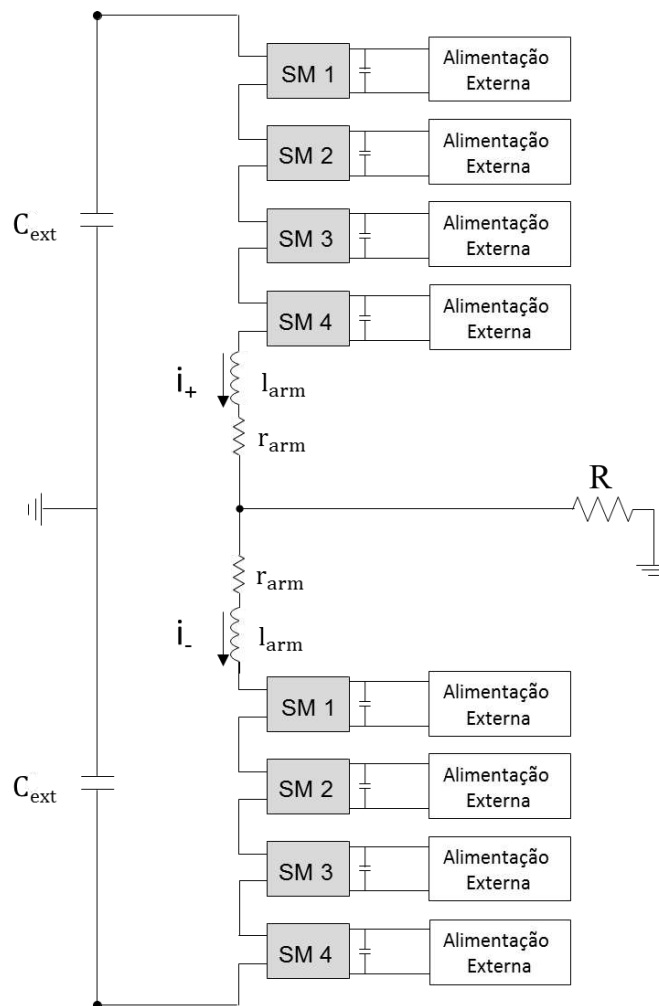 SM 1
Alimentação
Externa
SM 2
Alimentação
Externa
C_ext
SM 3
Alimentação
Externa
SM 4
Alimentação
Externa
i_+
l_arm
r_arm
R
r_arm
i_-
l_arm
SM 1
Alimentação
Externa
C_ext
SM 2
Alimentação
Externa
SM 3
Alimentação
Externa
SM 4
Alimentação
Externa